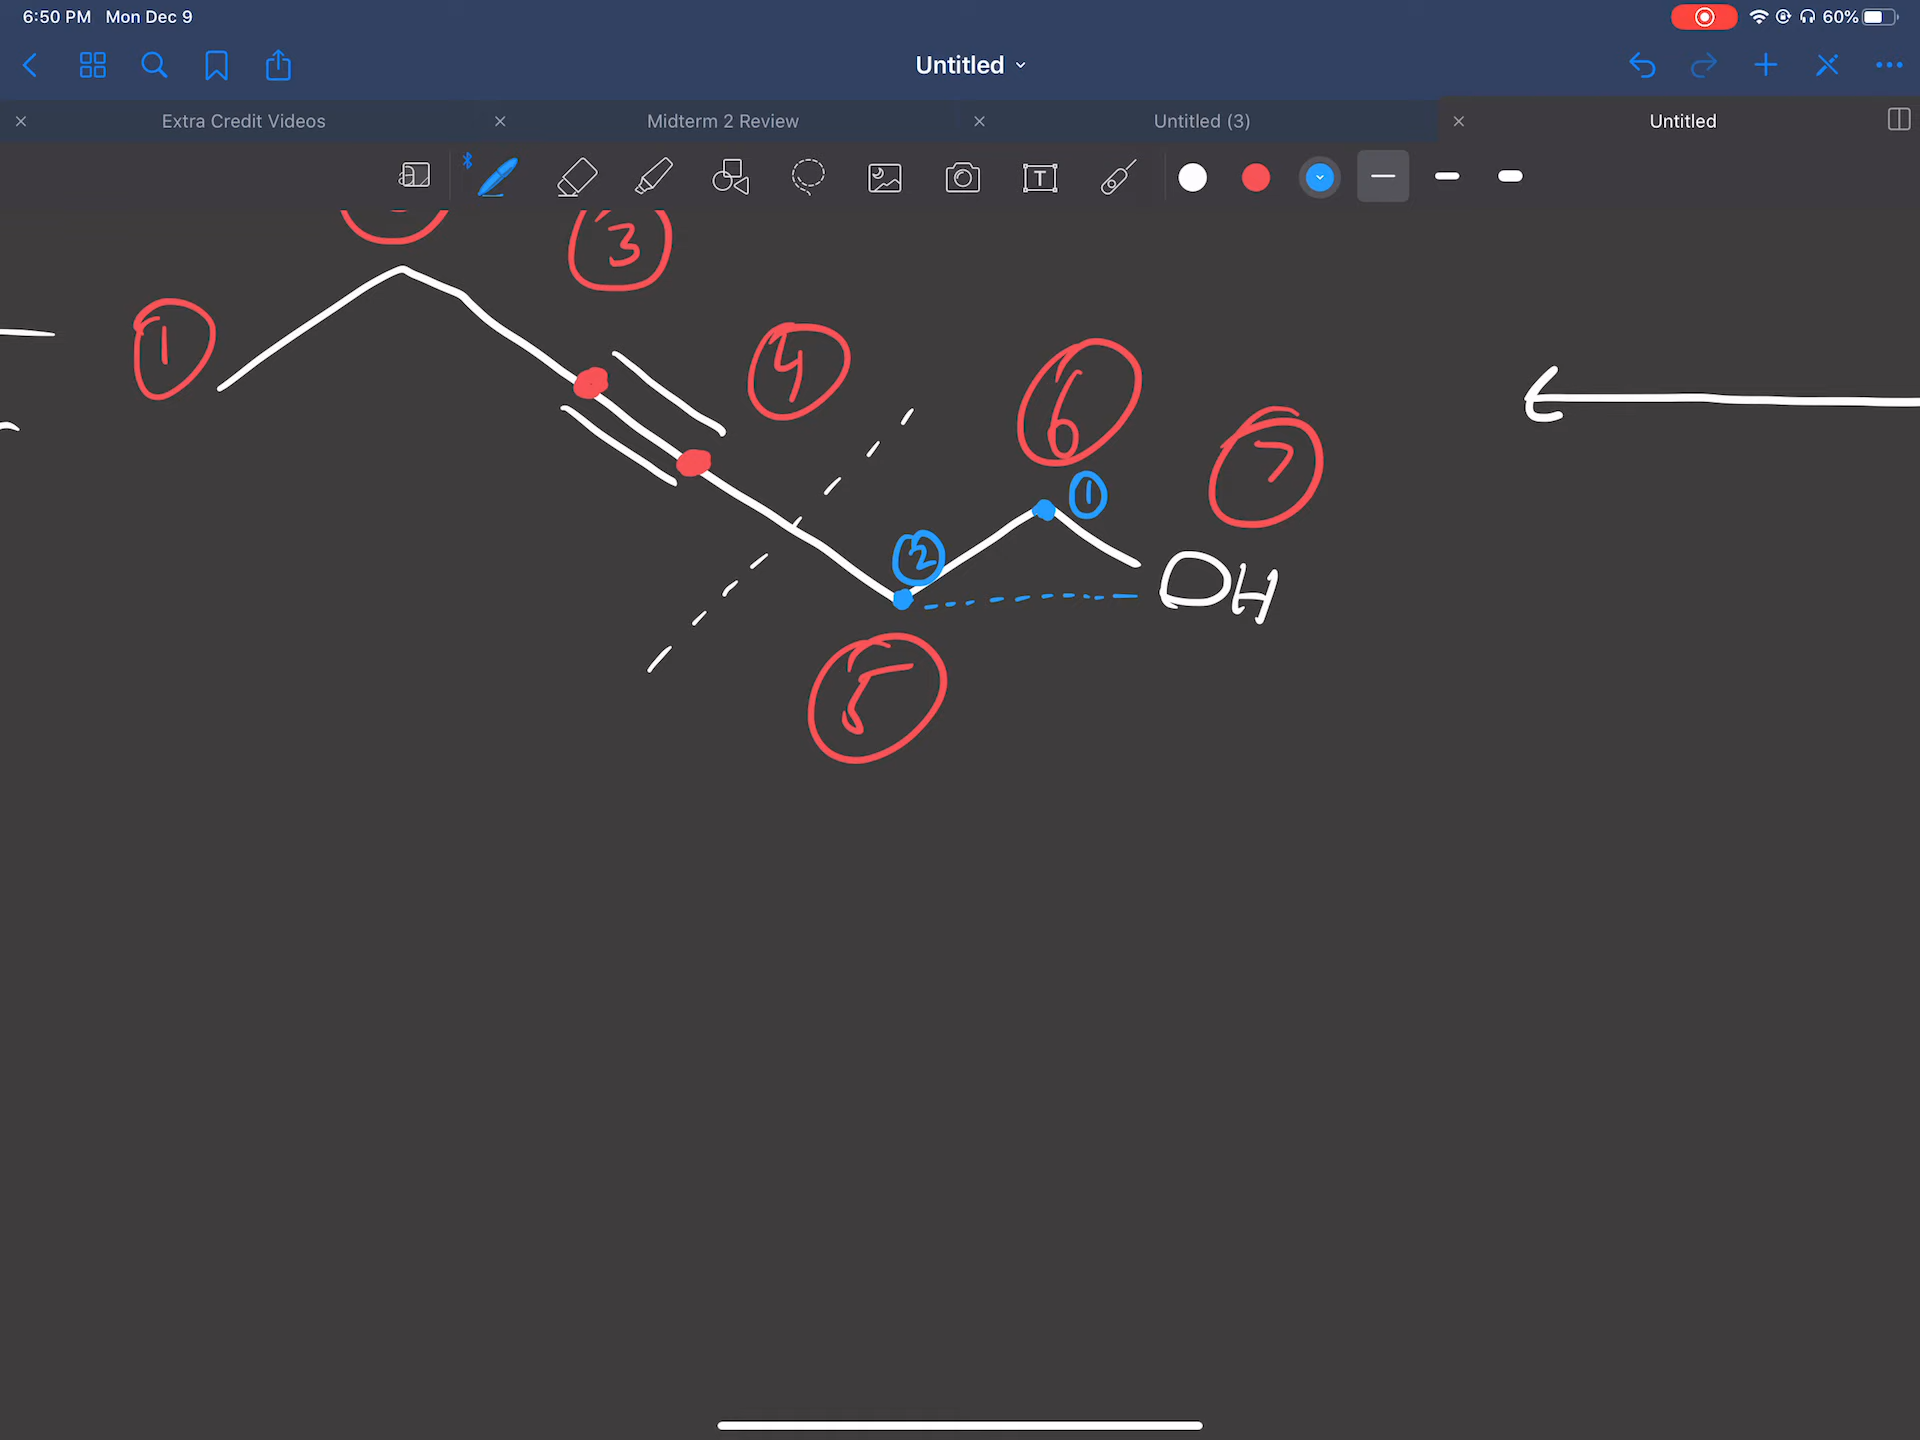 6:50 PM Mon Dec 9
60%
Untitled
Extra Credit Videos
Midterm 2 Review
Untitled (3)
Untitled
T
3
1
4
6
7
1
2
OH
5